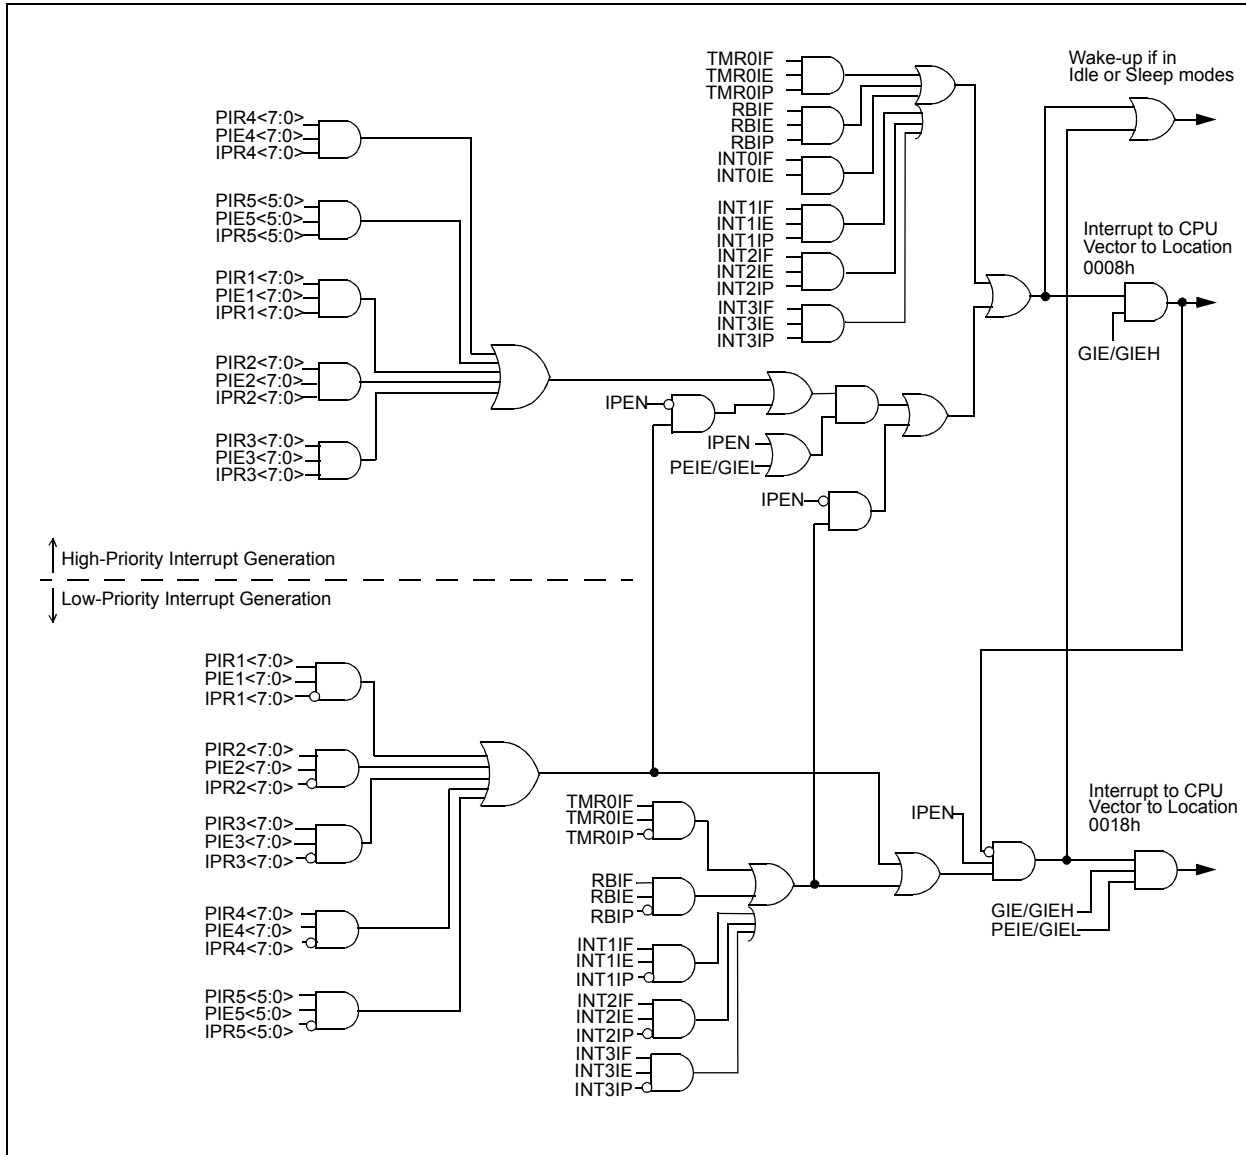 TMR0IF
TMR0IE
TMR0IP
RBIF
RBIE
RBIP
INT0IF
INT0IE
INT1IF
INT1IE
INT1IP
INT2IF
INT2IE
INT2IP
INT3IF
INT3IE
INT3IP
Wake-up if in
Idle or Sleep modes
PIR4<7:0>
PIE4<7:0>
IPR4<7:0>
PIR5<5:0>
PIE5<5:0>
IPR5<5:0>
PIR1<7:0>
PIE1<7:0>
IPR1<7:0>
PIR2<7:0>
PIE2<7:0>
IPR2<7:0>
PIR3<7:0>
PIE3<7:0>
IPR3<7:0>
Interrupt to CPU
Vector to Location
0008h
GIE/GIEH
IPEN
IPEN
PEIE/GIEL
IPEN
High-Priority Interrupt Generation
Low-Priority Interrupt Generation
PIR1<7:0>
PIE1<7:0>
IPR1<7:0>
PIR2<7:0>
PIE2<7:0>
IPR2<7:0>
PIR3<7:0>
PIE3<7:0>
IPR3<7:0>
PIR4<7:0>
PIE4<7:0>
IPR4<7:0>
PIR5<5:0>
PIE5<5:0>
IPR5<5:0>
TMR0IF
TMR0IE
TMR0IP
RBIF
RBIE
RBIP
INT1IF
INT1IE
INT1IP
INT2IF
INT2IE
INT2IP
INT3IF
INT3IE
INT3IP
IPEN
Interrupt to CPU
Vector to Location
0018h
GIE/GIEH
PEIE/GIEL